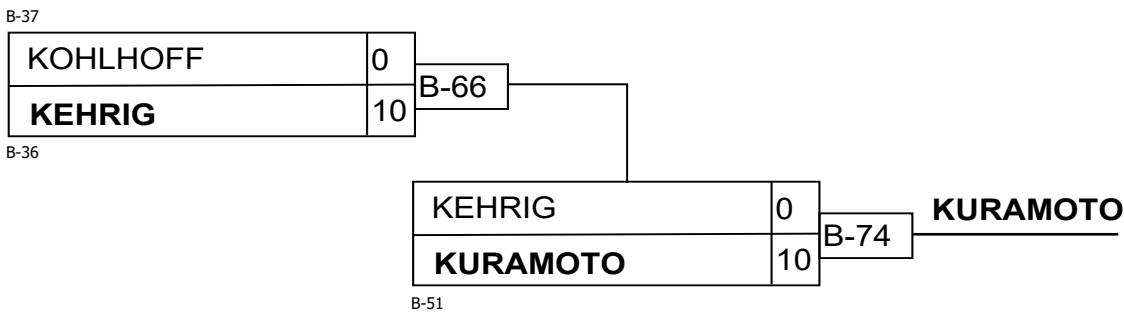 B-37
KOHLHOFF 0
B-66
KEHRIG 10
B-36
KEHRIG 0
KURAMOTO
B-74
KURAMOTO 10
B-51